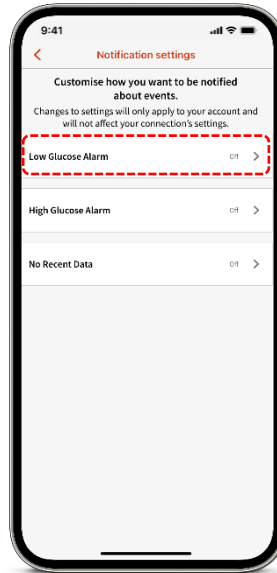 9:41
Notification settings
Customise how you want to be notified
about events.
Changes to settings will only apply to your account and
will not affect your connection's settings.
Low Glucose Alarm Off
High Glucose Alarm Off
No Recent Data Off